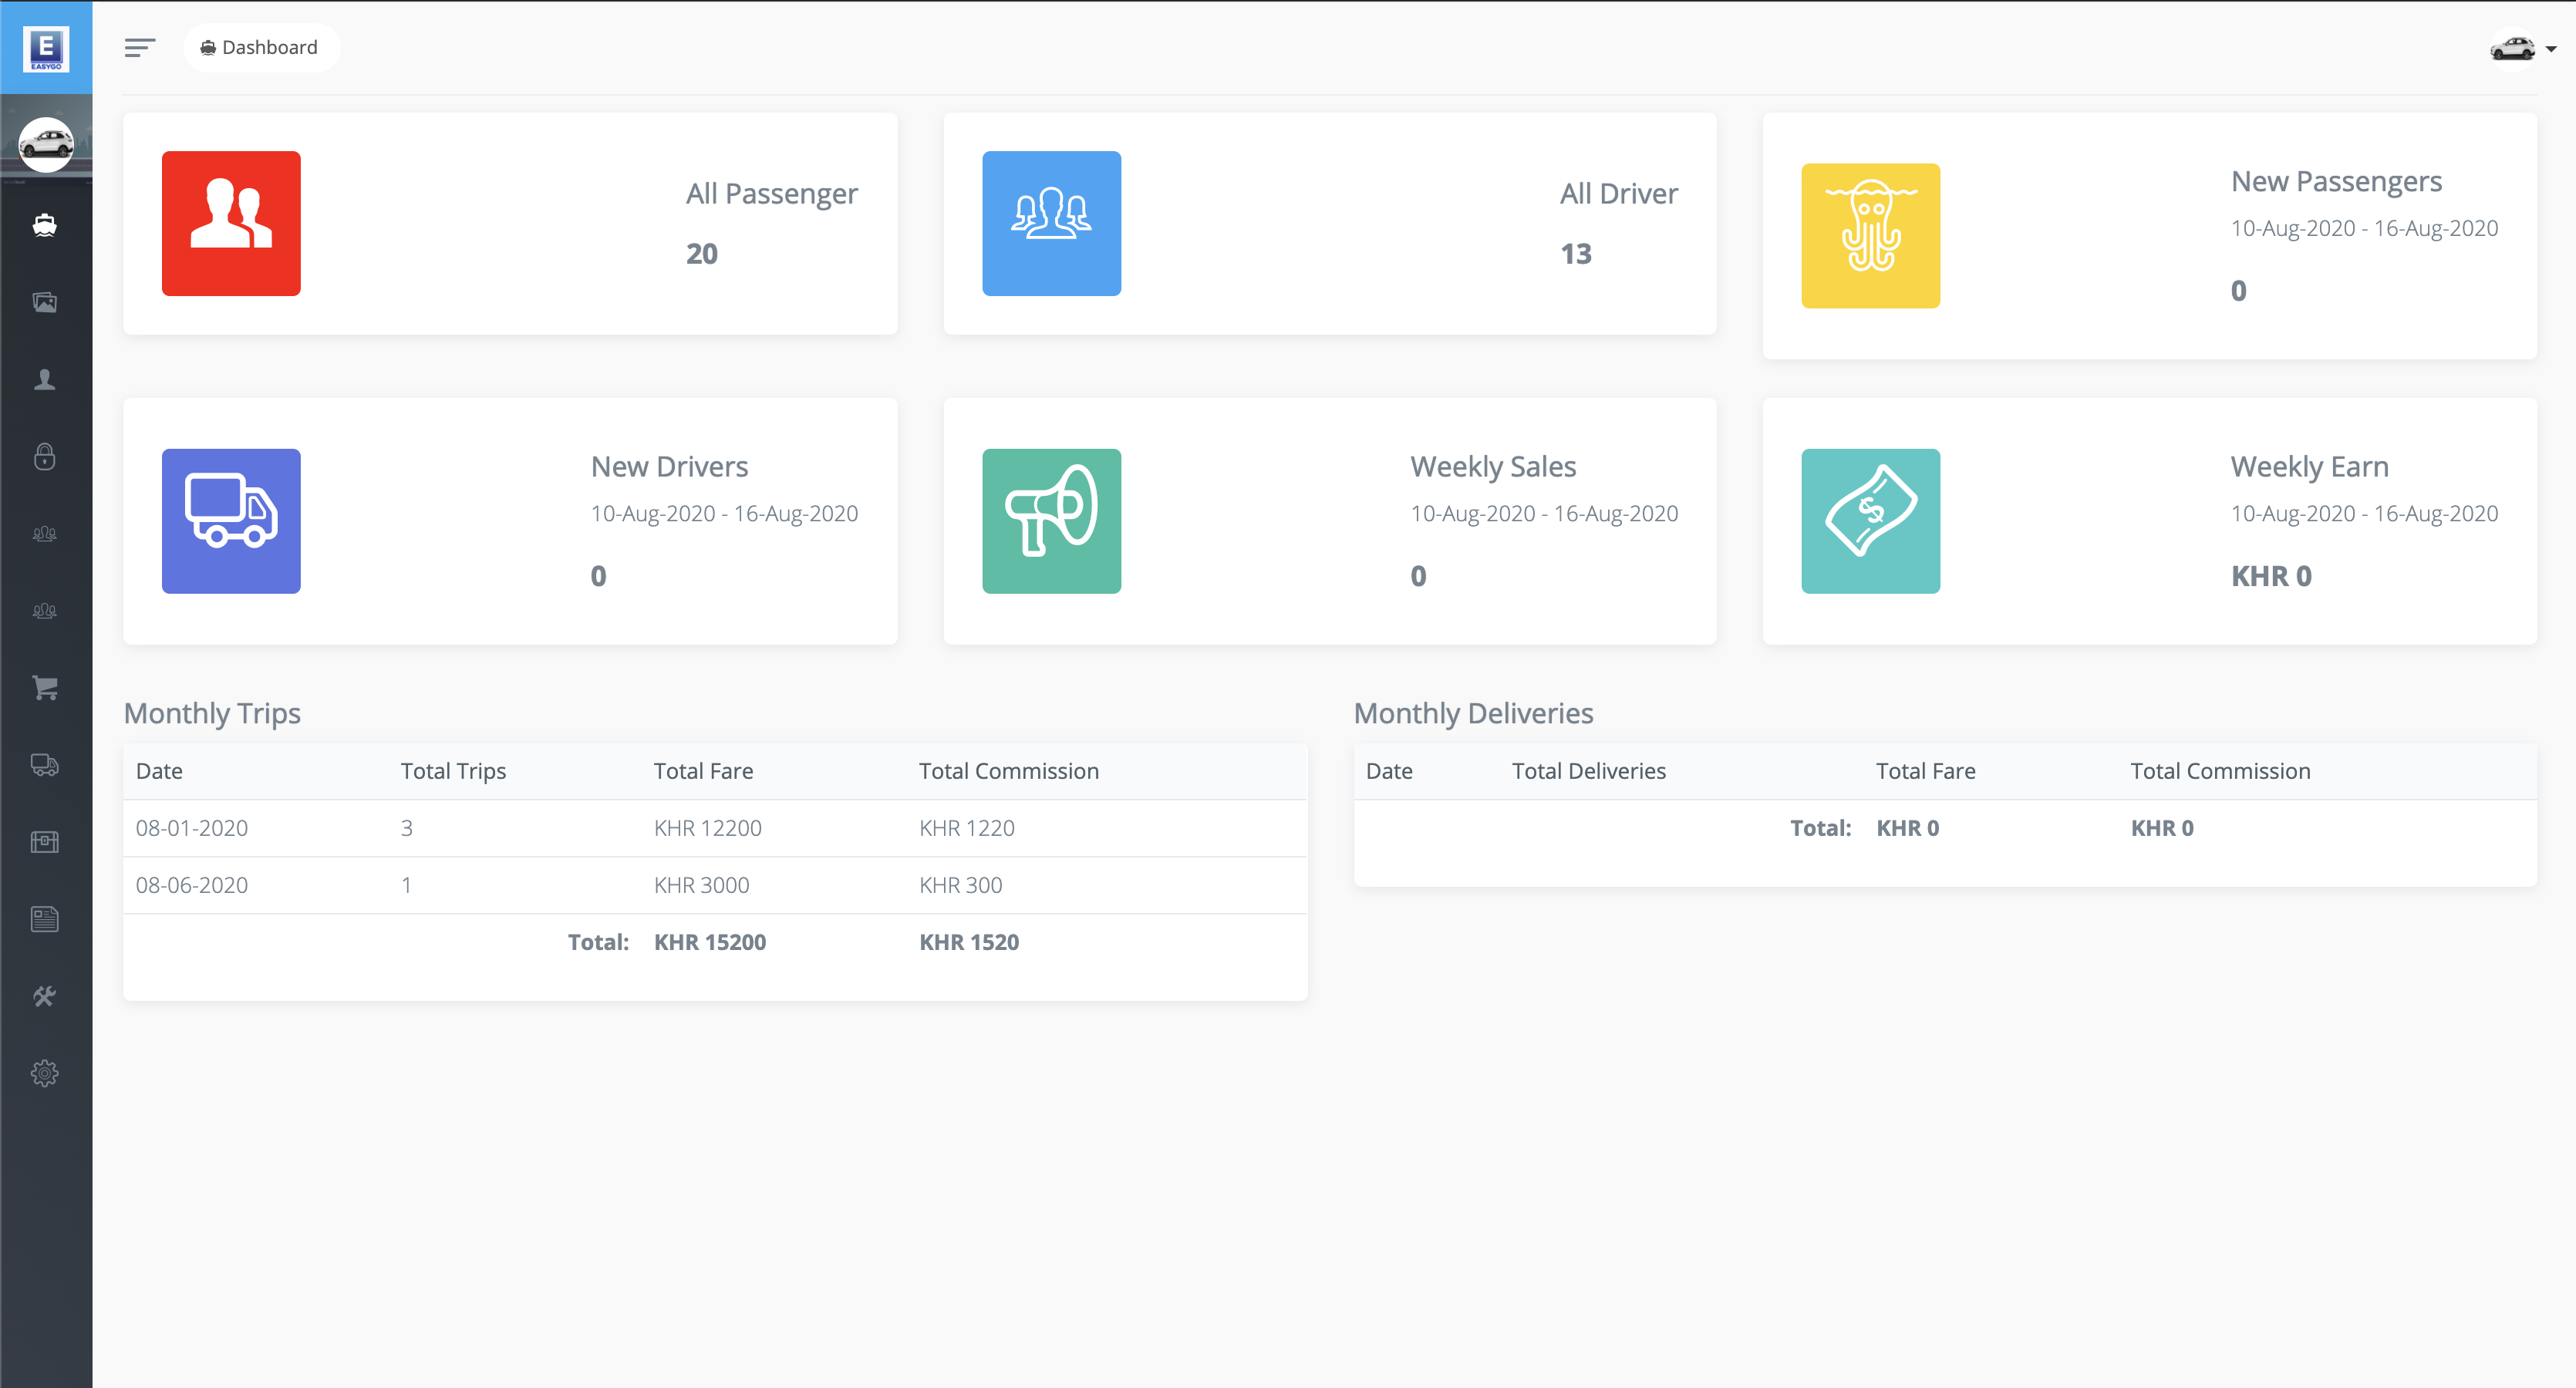 E
EASYGO
Dashboard
All Passenger
20
All Driver
13
New Passengers
10-Aug-2020 - 16-Aug-2020
0
New Drivers
10-Aug-2020 - 16-Aug-2020
0
Weekly Sales
10-Aug-2020 - 16-Aug-2020
0
Weekly Earn
10-Aug-2020 - 16-Aug-2020
KHR 0
Monthly Trips
Date Total Trips Total Fare Total Commission
08-01-2020 3 KHR 12200 KHR 1220
08-06-2020 1 KHR 3000 KHR 300
Total: KHR 15200 KHR 1520
Monthly Deliveries
Date Total Deliveries Total Fare Total Commission
Total: KHR 0 KHR 0